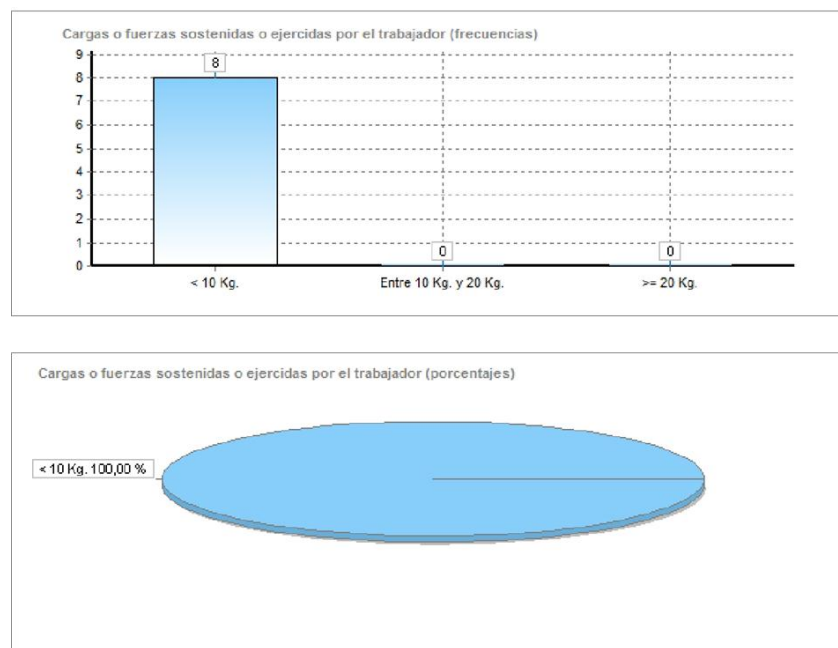 Cargas o fuerzas sostenidas o ejercidas por el trabajador (frecuencias)
9
8
7
6
5
4
3
2
1
0
8
0
0
< 10 Kg.
Entre 10 Kg. y 20 Kg.
>= 20 Kg.
Cargas o fuerzas sostenidas o ejercidas por el trabajador (porcentajes)
< 10 Kg. 100,00 %